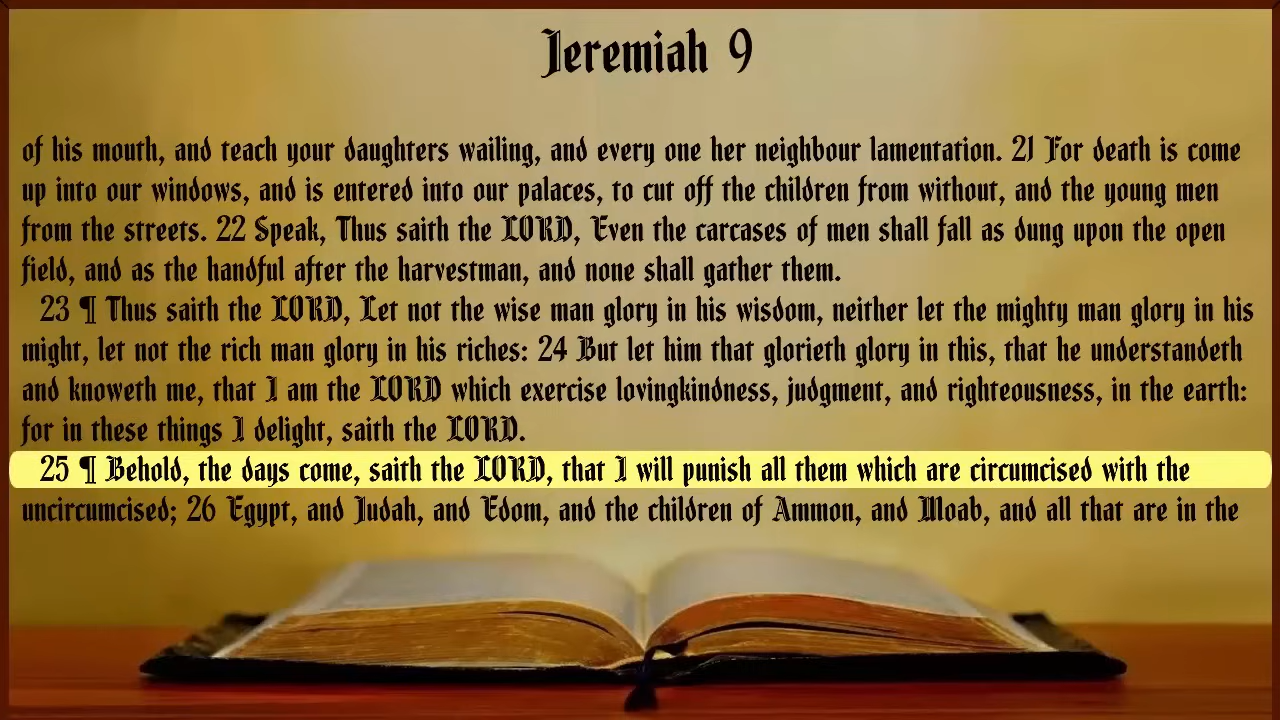 Jeremiah 9
of his mouth, and teach your daughters wailing, and every one her neighbour lamentation. 21 For death is come
up into our windows, and is entered into our palaces, to cut off the children from without, and the young men
from the streets. 22 Speak, Thus saith the LORD, Even the carcases of men shall fall as dung upon the open
field, and as the handful after the harvestman, and none shall gather them.
23 ¶ Thus saith the LORD, Let not the wise man glory in his wisdom, neither let the mighty man glory in his
might, let not the rich man glory in his riches: 24 But let him that glorieth glory in this, that he understandeth
and knoweth me, that I am the LORD which exercise lovingkindness, judgment, and righteousness, in the earth:
for in these things I delight, saith the LORD.
25 ¶ Behold, the days come, saith the LORD, that I will punish all them which are circumcised with the
uncircumcised; 26 Egypt, and Judah, and Edom, and the children of Ammon, and Moab, and all that are in the